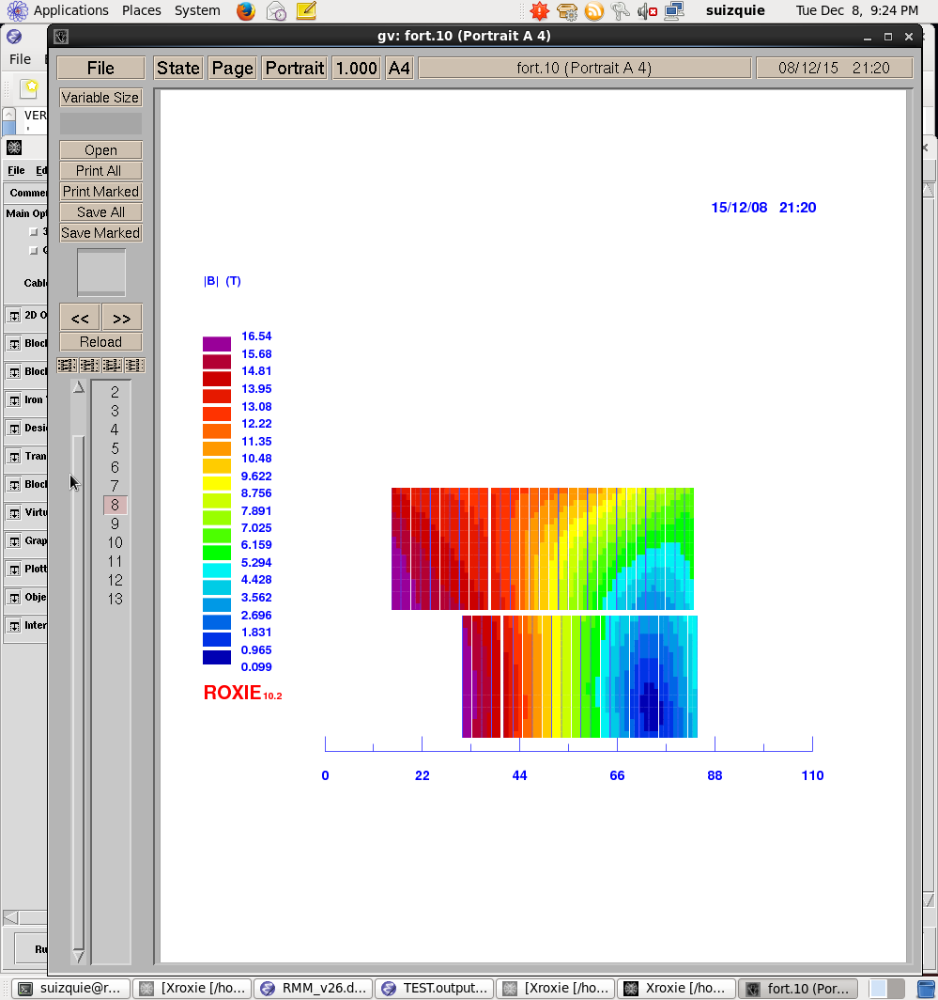 Applications Places System suizquie Tue Dec 8, 9:24 PM
gv: fort.10 (Portrait A 4)
File
File State Page Portrait 1.000 A4 fort.10 (Portrait A 4) 08/12/15 21:20
Variable Size
VER
Open
Print All
Print Marked
Save All
Save Marked
<< >>
Reload
File Ed
Comme
Main Opt
3
Cable
2D O
Bloc
Bloc
Iron
Desi
Tran
Bloc
Virtu
Grap
Plott
Obje
Inter
Ru
2
3
4
5
6
7
8
9
10
11
12
13
15/12/08 21:20
|B| (T)
16.54
15.68
14.81
13.95
13.08
12.22
11.35
10.48
9.622
8.756
7.891
7.025
6.159
5.294
4.428
3.562
2.696
1.831
0.965
0.099
ROXIE 10.2
0 22 44 66 88 110
suizquie@r... [Xroxie [/ho... RMM_v26.d... TEST.output... [Xroxie [/ho... Xroxie [/ho... fort.10 (Por...